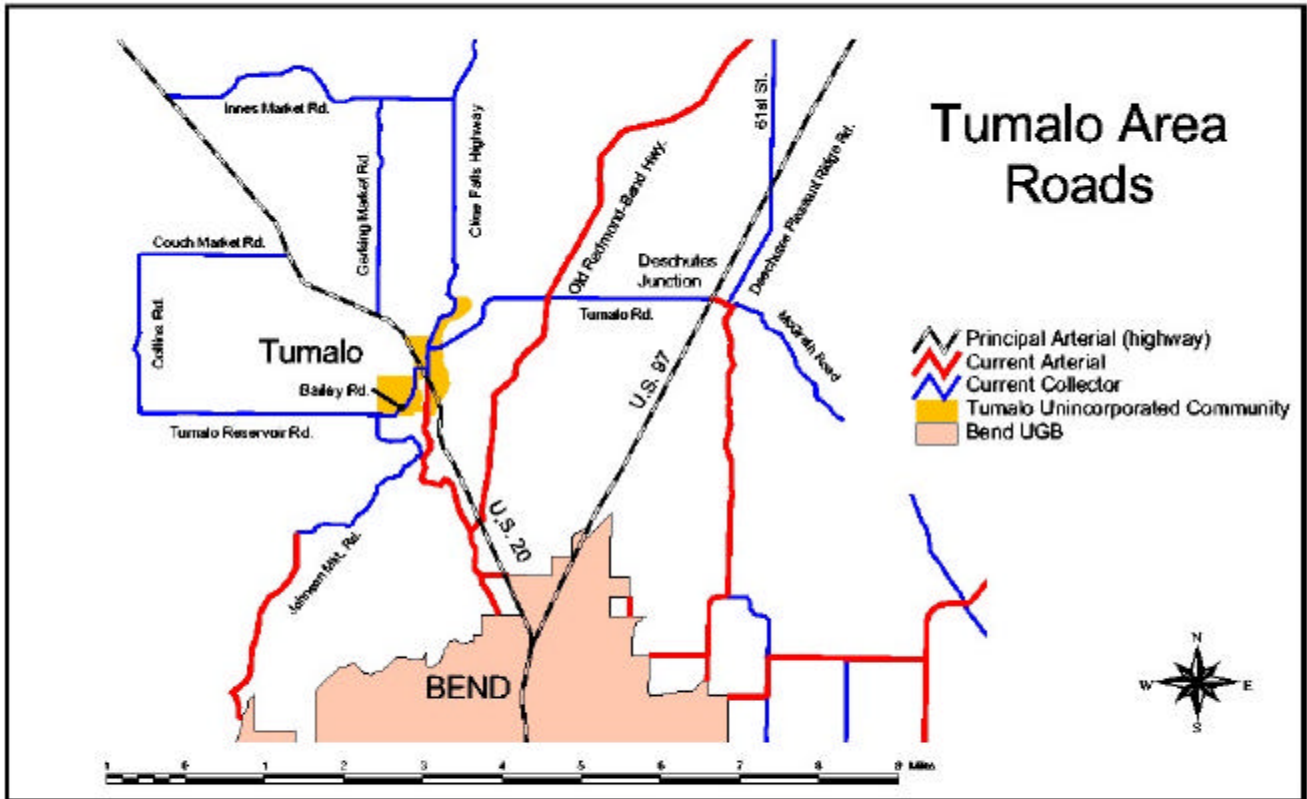 Tumalo Area
Roads
Innes Market Rd.
Gerking Market Rd.
Cline Falls Highway
61st St.
Old Redmond-Bend Hwy.
Deschutes Pleasant Ridge Rd.
Couch Market Rd.
Collins Rd.
Deschutes
Junction
Tumalo Rd.
McGrath Road
Tumalo
Bailey Rd.
Tumalo Reservoir Rd.
U.S. 97
U.S. 20
Johnson Mkt. Rd.
BEND
Principal Arterial (highway)
Current Arterial
Current Collector
Tumalo Unincorporated Community
Bend UGB
N
W E
S
1 0 1 2 3 4 5 6 7 8 Miles